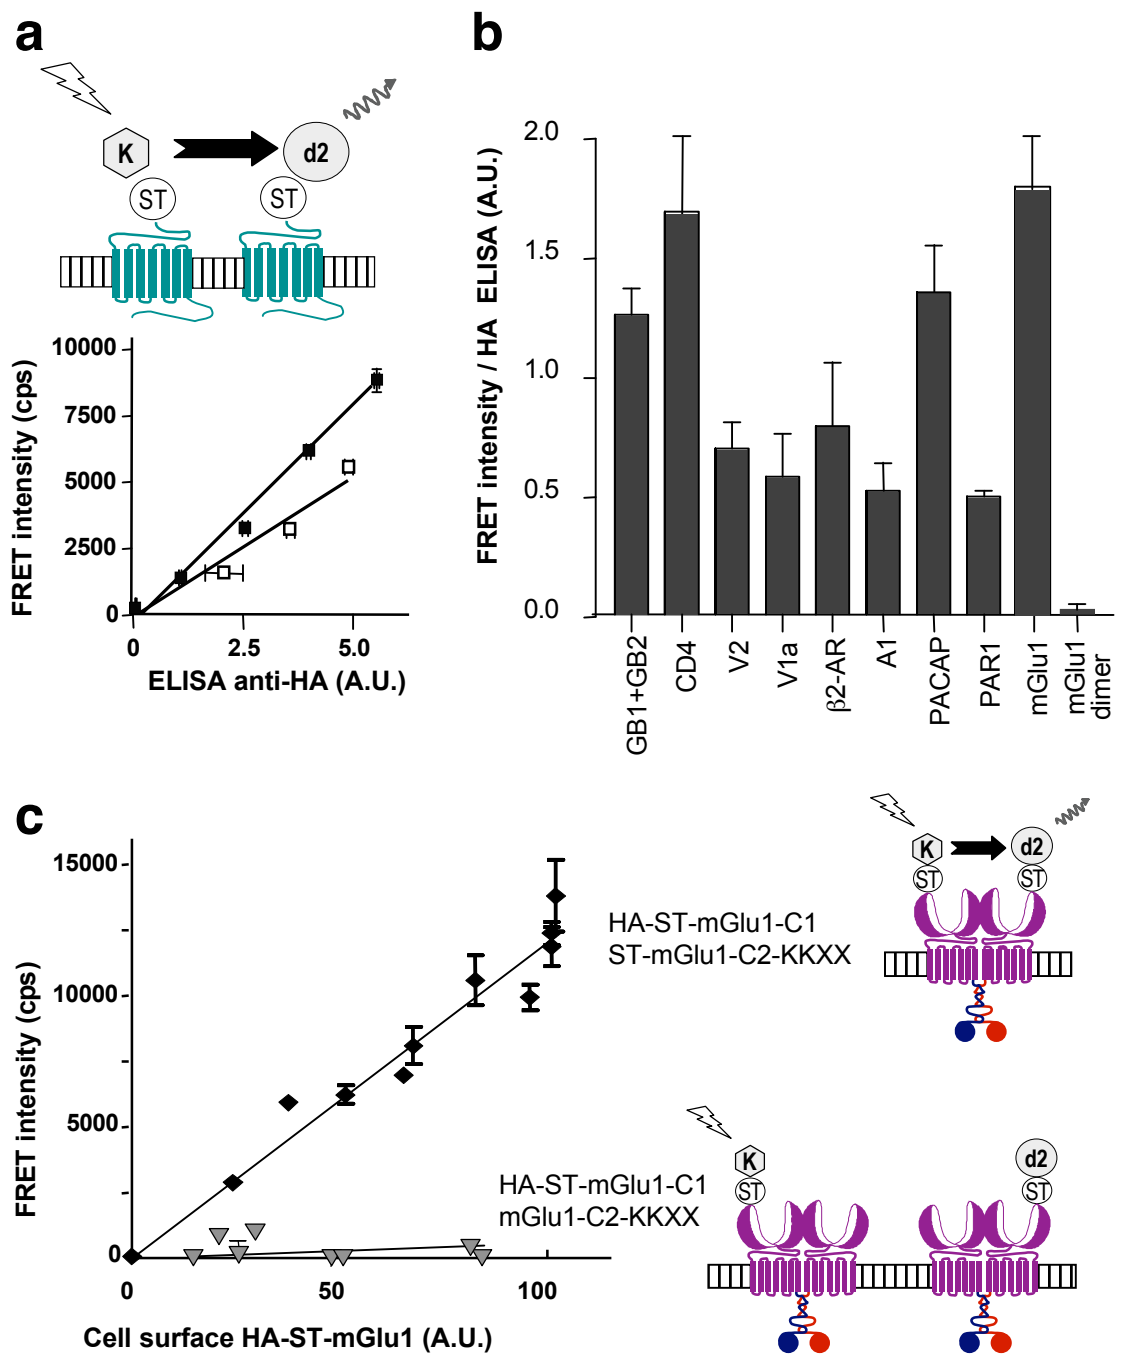 a
K
d2
ST
ST
FRET intensity (cps)
10000
7500
5000
2500
0
0
2.5
5.0
ELISA anti-HA (A.U.)
b
FRET intensity / HA ELISA (A.U.)
2.0
1.5
1.0
0.5
0.0
GB1+GB2
CD4
V2
V1a
β2-AR
A1
PACAP
PAR1
mGlu1
mGlu1
dimer
c
FRET intensity (cps)
15000
10000
5000
0
0
50
100
Cell surface HA-ST-mGlu1 (A.U.)
HA-ST-mGlu1-C1
ST-mGlu1-C2-KKXX
K
d2
ST
ST
HA-ST-mGlu1-C1
mGlu1-C2-KKXX
K
d2
ST
ST